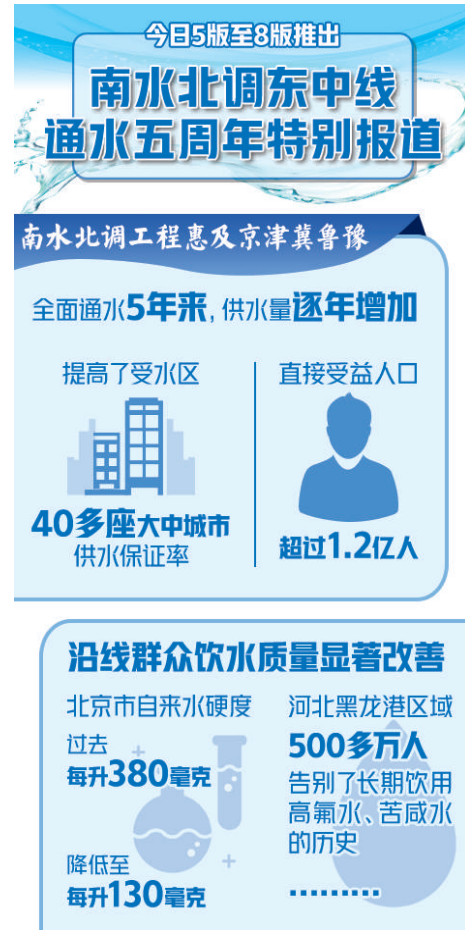 今日5版至8版推出
南水北调东中线
通水五周年特别报道
南水北调工程惠及京津冀鲁豫
全面通水5年来,供水量逐年增加
提高了受水区
40多座大中城市
供水保证率
直接受益人口
超过1.2亿人
沿线群众饮水质量显著改善
北京市自来水硬度
过去
每升380毫克
降低至
每升130毫克
河北黑龙港区域
500多万人
告别了长期饮用
高氟水、苦咸水
的历史
………